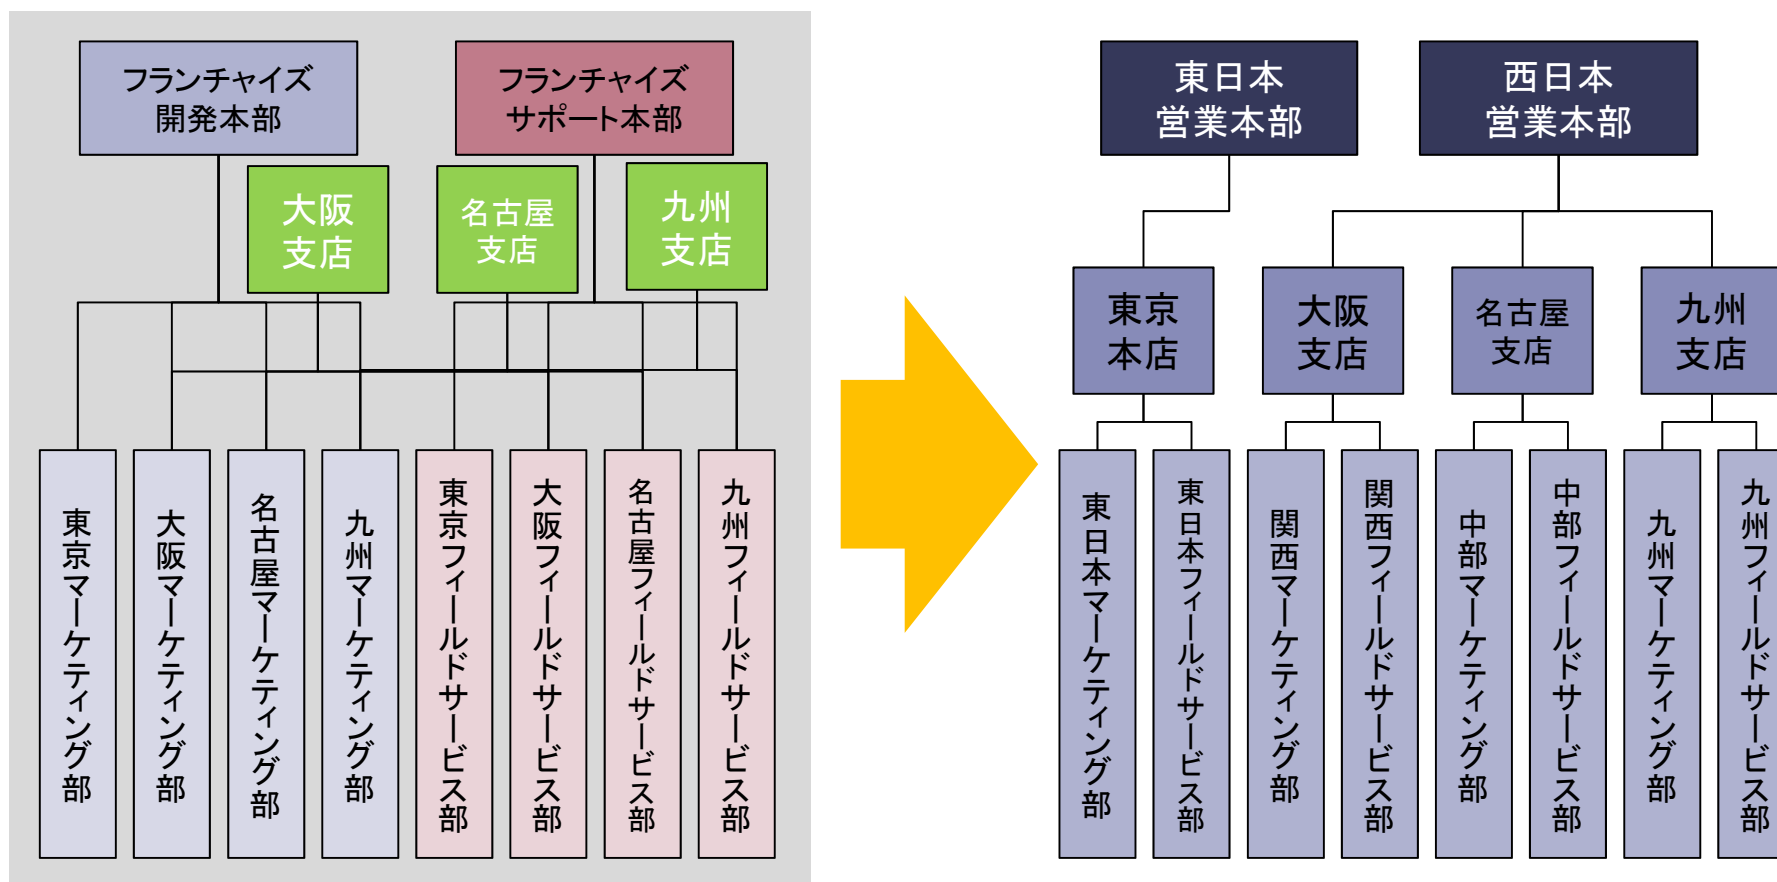 フランチャイズ
開発本部
フランチャイズ
サポート本部
大阪
支店
名古屋
支店
九州
支店
東京マーケティング部
大阪マーケティング部
名古屋マーケティング部
九州マーケティング部
東京フィールドサービス部
大阪フィールドサービス部
名古屋フィールドサービス部
九州フィールドサービス部
東日本
営業本部
西日本
営業本部
東京
本店
大阪
支店
名古屋
支店
九州
支店
東日本マーケティング部
東日本フィールドサービス部
関西マーケティング部
関西フィールドサービス部
中部マーケティング部
中部フィールドサービス部
九州マーケティング部
九州フィールドサービス部